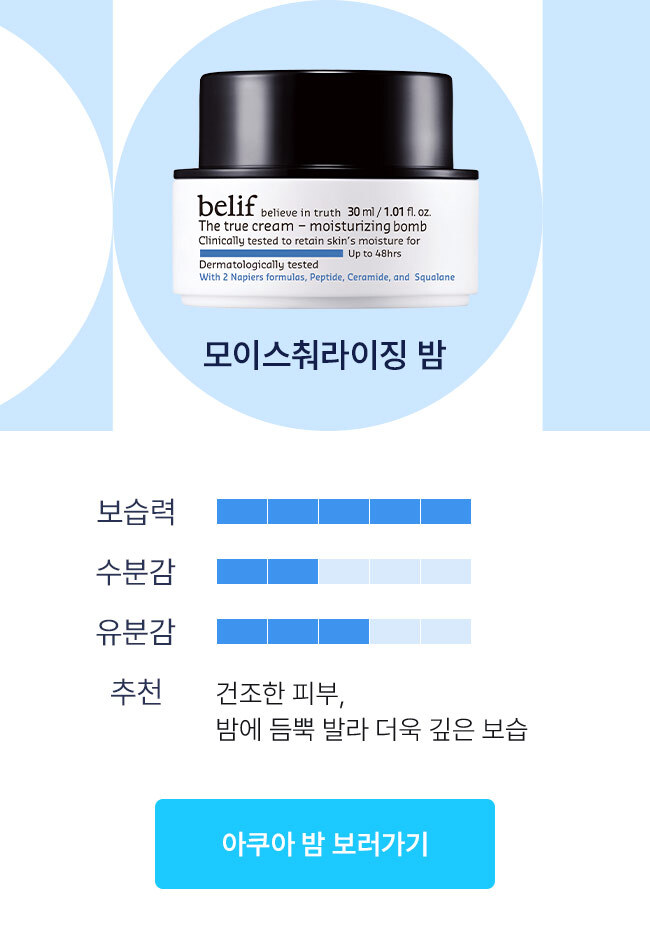 belif believe in truth 30 ml / 1.01 fl. oz.
The true cream – moisturizing bomb
Clinically tested to retain skin's moisture for
Up to 48hrs
Dermatologically tested
With 2 Napiers formulas, Peptide, Ceramide, and Squalane
모이스춰라이징 밤
보습력
수분감
유분감
추천 건조한 피부,
밤에 듬뿍 발라 더욱 깊은 보습
아쿠아 밤 보러가기